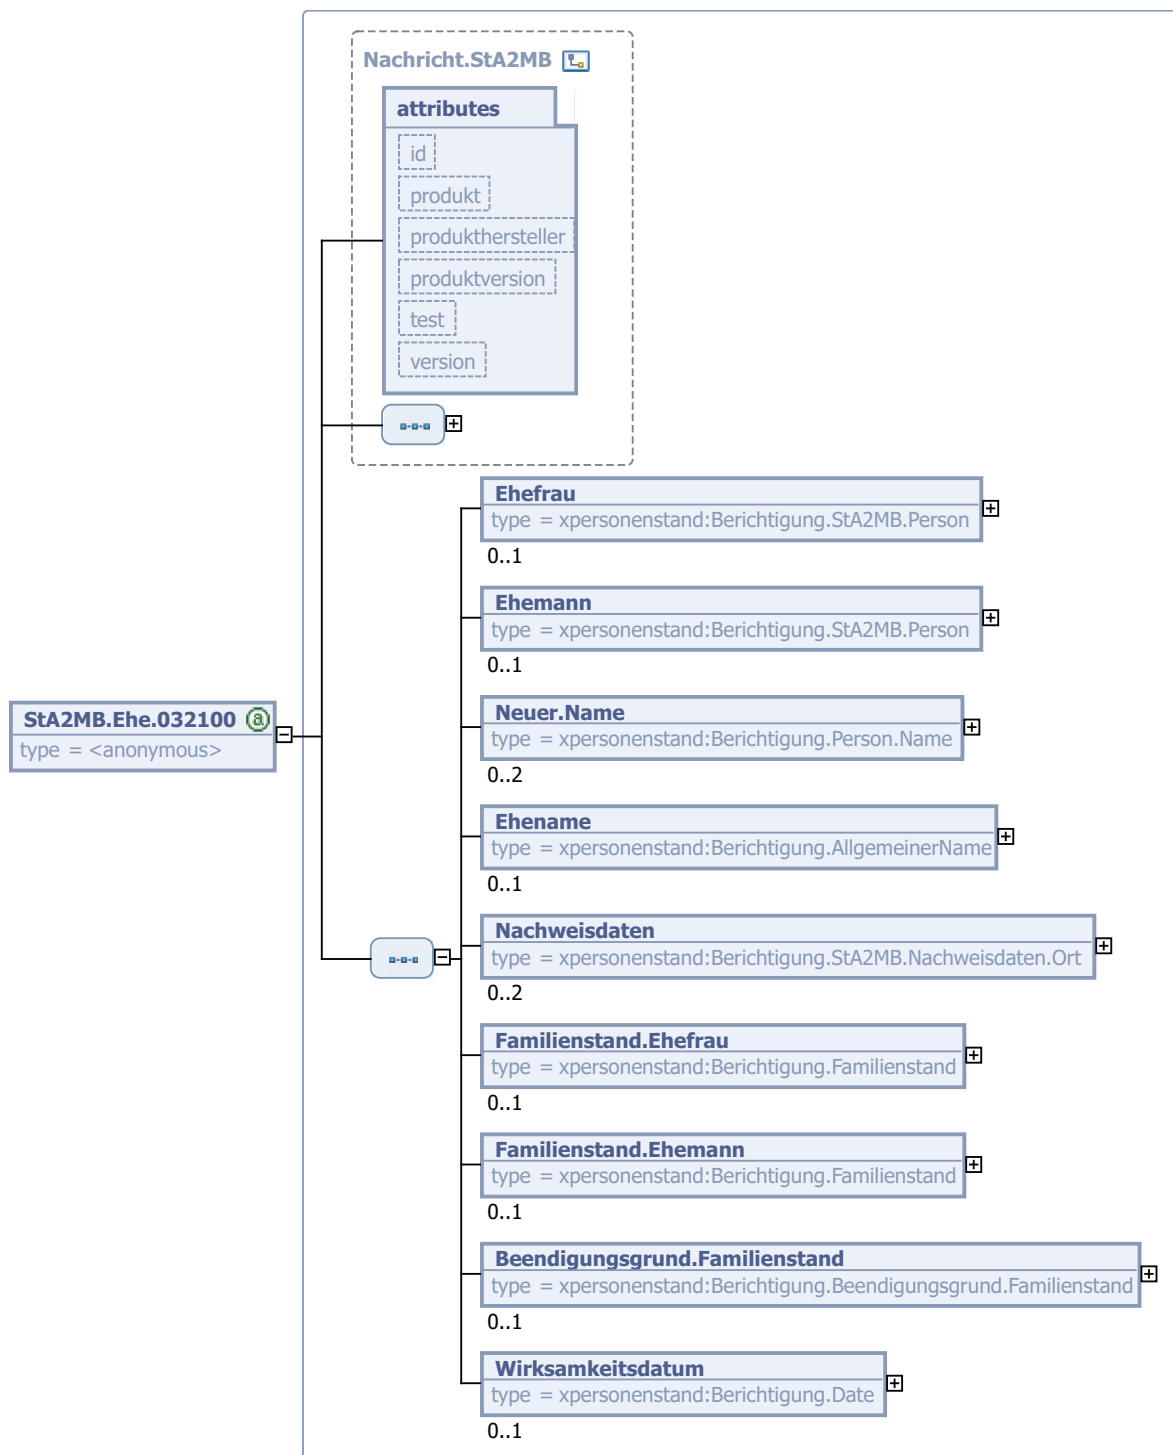 Nachricht.StA2MB
attributes
id
produkt
produkthersteller
produktversion
test
version
Ehefrau
type = xpersonenstand:Berichtigung.StA2MB.Person
0..1
Ehemann
type = xpersonenstand:Berichtigung.StA2MB.Person
0..1
StA2MB.Ehe.032100 @
type = <anonymous>
Neuer.Name
type = xpersonenstand:Berichtigung.Person.Name
0..2
Ehename
type = xpersonenstand:Berichtigung.AllgemeinerName
0..1
Nachweisdaten
type = xpersonenstand:Berichtigung.StA2MB.Nachweisdaten.Ort
0..2
Familienstand.Ehefrau
type = xpersonenstand:Berichtigung.Familienstand
0..1
Familienstand.Ehemann
type = xpersonenstand:Berichtigung.Familienstand
0..1
Beendigungsgrund.Familienstand
type = xpersonenstand:Berichtigung.Beendigungsgrund.Familienstand
0..1
Wirksamkeitsdatum
type = xpersonenstand:Berichtigung.Date
0..1